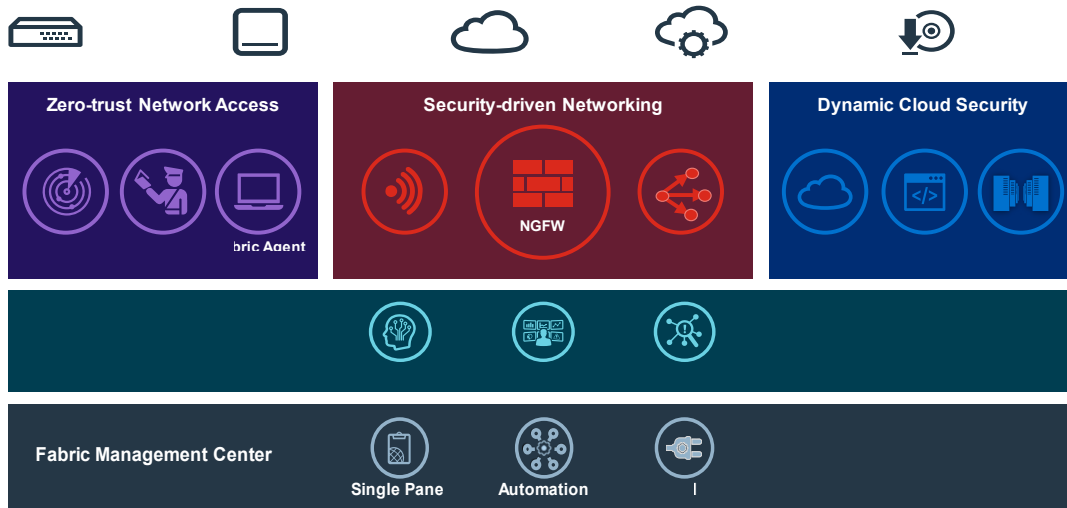 Zero-trust Network Access
Security-driven Networking
Dynamic Cloud Security
NGFW
bric Agent
</>
Fabric Management Center
Single Pane
Automation